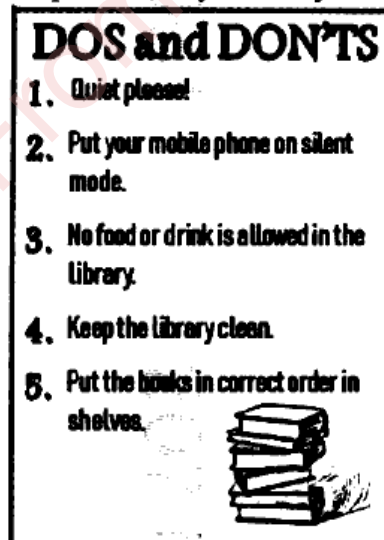 DOS and DON'TS
1. Quiet please!
2. Put your mobile phone on silent
mode.
3. No food or drink is allowed in the
library.
4. Keep the library clean.
5. Put the books in correct order in
shelves.